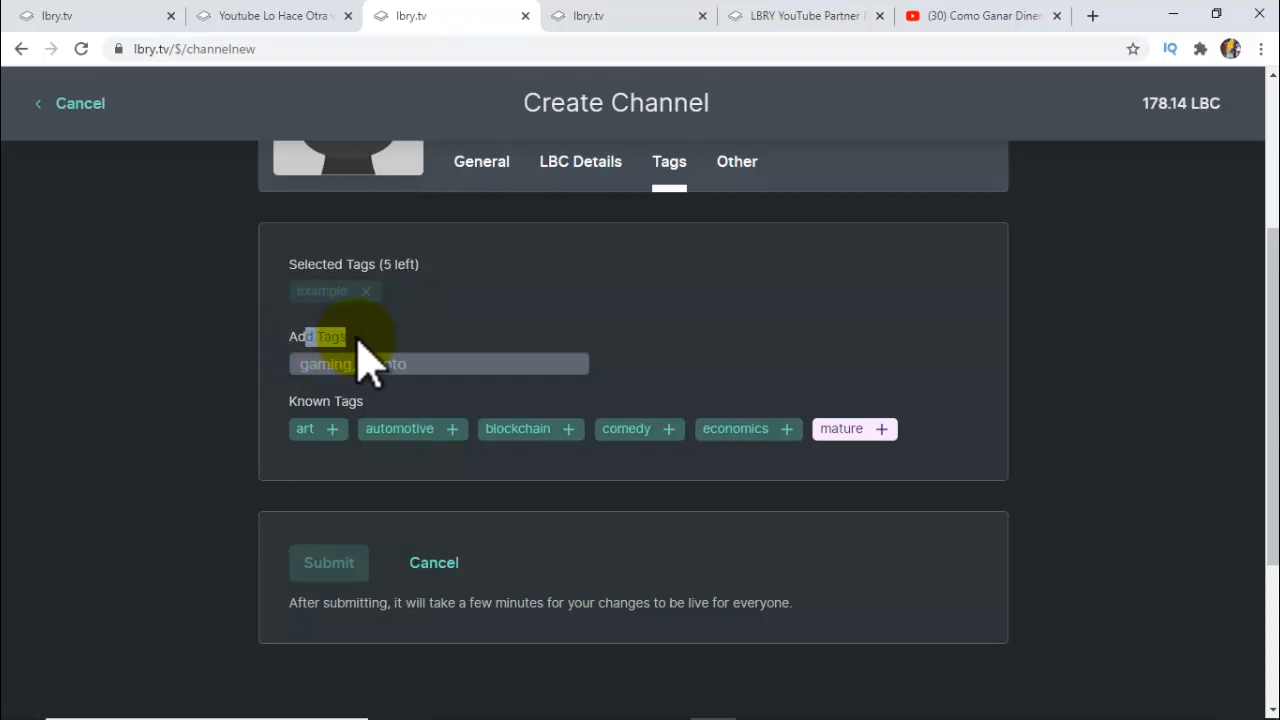 lbry.tv
Youtube Lo Hace Otra v
lbry.tv
lbry.tv
LBRY YouTube Partner
(30) Como Ganar Diner
lbry.tv/$/channelnew
IQ
Cancel
Create Channel
178.14 LBC
General
LBC Details
Tags
Other
Selected Tags (5 left)
example
Add Tags
gaming,
Known Tags
art
automotive
blockchain
comedy
economics
mature
Submit
Cancel
After submitting, it will take a few minutes for your changes to be live for everyone.